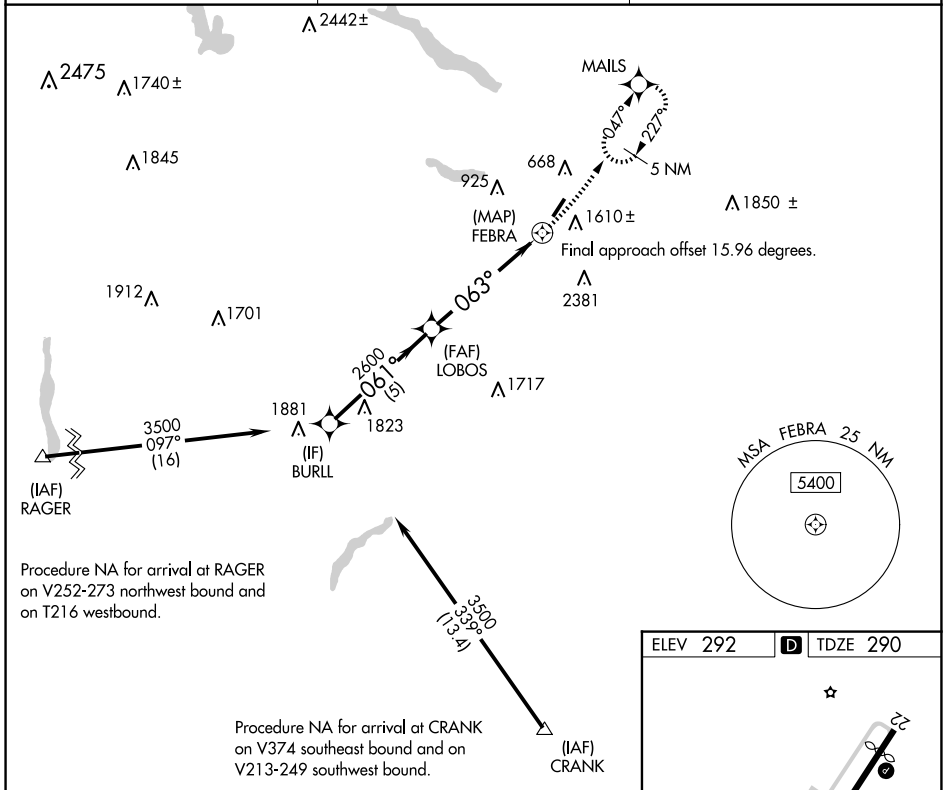 2442±
2475
1740±
MAILS
047°
227°
1845
668
5 NM
925
1850 ±
(MAP)
FEBRA
1610±
Final approach offset 15.96 degrees.
2381
1912
1701
063°
(FAF)
LOBOS
2600
061°
(5)
1717
1881
1823
3500
097°
(16)
(IF)
BURLL
(IAF)
RAGER
MSA FEBRA 25 NM
5400
Procedure NA for arrival at RAGER
on V252-273 northwest bound and
on T216 westbound.
3500
339°
(13.4)
ELEV 292
D
TDZE 290
22
P
Procedure NA for arrival at CRANK
on V374 southeast bound and on
V213-249 southwest bound.
(IAF)
CRANK